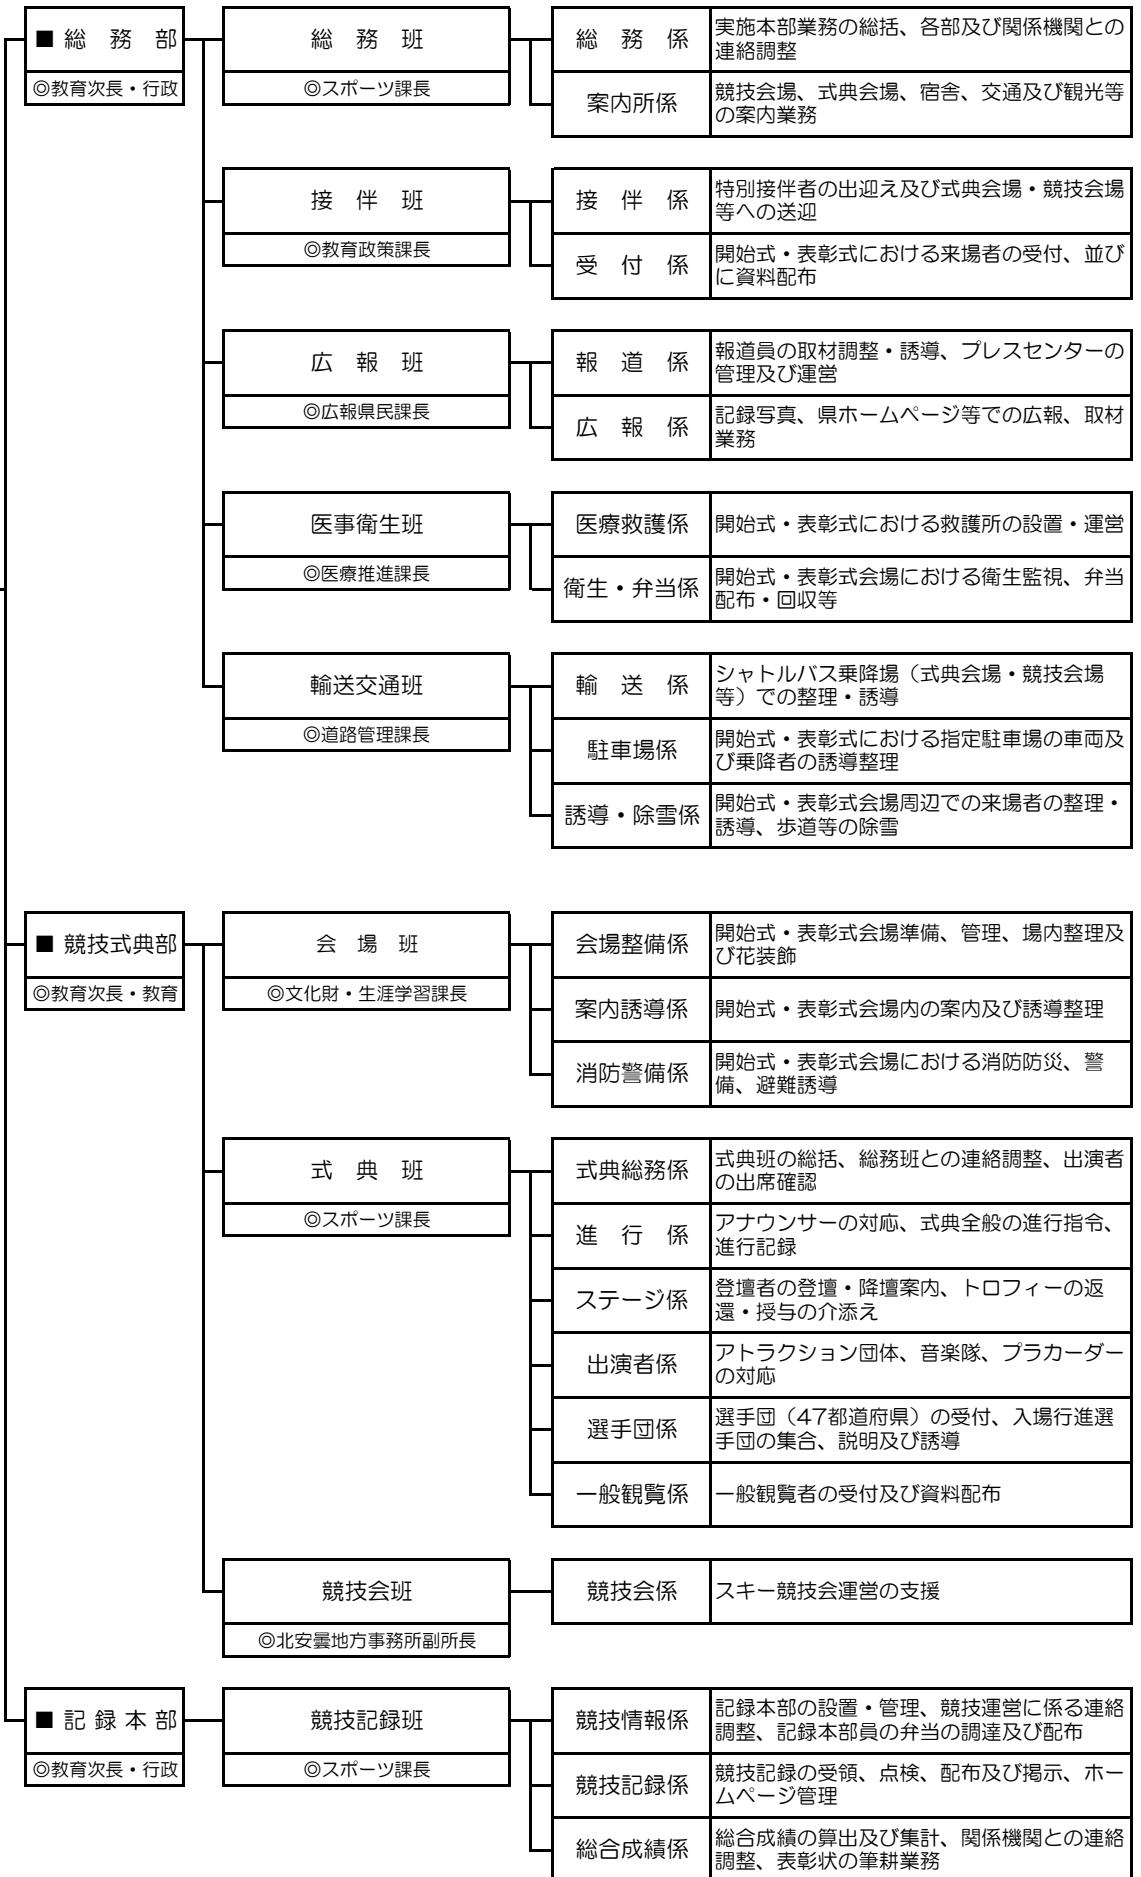 ■ 総務部
◎教育次長・行政
総務班
◎スポーツ課長
総務係
実施本部業務の総括、各部及び関係機関との
連絡調整
案内所係
競技会場、式典会場、宿舎、交通及び観光等
の案内業務
接伴班
◎教育政策課長
接伴係
特別接伴者の出迎え及び式典会場・競技会場
等への送迎
受付係
開始式・表彰式における来場者の受付、並び
に資料配布
広報班
◎広報県民課長
報道係
報道員の取材調整・誘導、プレスセンターの
管理及び運営
広報係
記録写真、県ホームページ等での広報、取材
業務
医事衛生班
◎医療推進課長
医療救護係
開始式・表彰式における救護所の設置・運営
衛生・弁当係
開始式・表彰式会場における衛生監視、弁当
配布・回収等
輸送交通班
◎道路管理課長
輸送係
シャトルバス乗降場（式典会場・競技会場
等）での整理・誘導
駐車場係
開始式・表彰式における指定駐車場の車両及
び乗降者の誘導整理
誘導・除雪係
開始式・表彰式会場周辺での来場者の整理・
誘導、歩道等の除雪
■ 競技式典部
◎教育次長・教育
会場班
◎文化財・生涯学習課長
会場整備係
開始式・表彰式会場準備、管理、場内整理及
び花装飾
案内誘導係
開始式・表彰式会場内の案内及び誘導整理
消防警備係
開始式・表彰式会場における消防防災、警
備、避難誘導
式典班
◎スポーツ課長
式典総務係
式典班の総括、総務班との連絡調整、出演者
の出席確認
進行係
アナウンサーの対応、式典全般の進行指令、
進行記録
ステージ係
登壇者の登壇・降壇案内、トロフィーの返
還・授与の介添え
出演者係
アトラクション団体、音楽隊、プラカーダー
の対応
選手団係
選手団（47都道府県）の受付、入場行進選
手団の集合、説明及び誘導
一般観覧係
一般観覧者の受付及び資料配布
競技会班
◎北安曇地方事務所副所長
競技会係
スキー競技会運営の支援
■ 記録本部
◎教育次長・行政
競技記録班
◎スポーツ課長
競技情報係
記録本部の設置・管理、競技運営に係る連絡
調整、記録本部員の弁当の調達及び配布
競技記録係
競技記録の受領、点検、配布及び掲示、ホー
ムページ管理
総合成績係
総合成績の算出及び集計、関係機関との連絡
調整、表彰状の筆耕業務